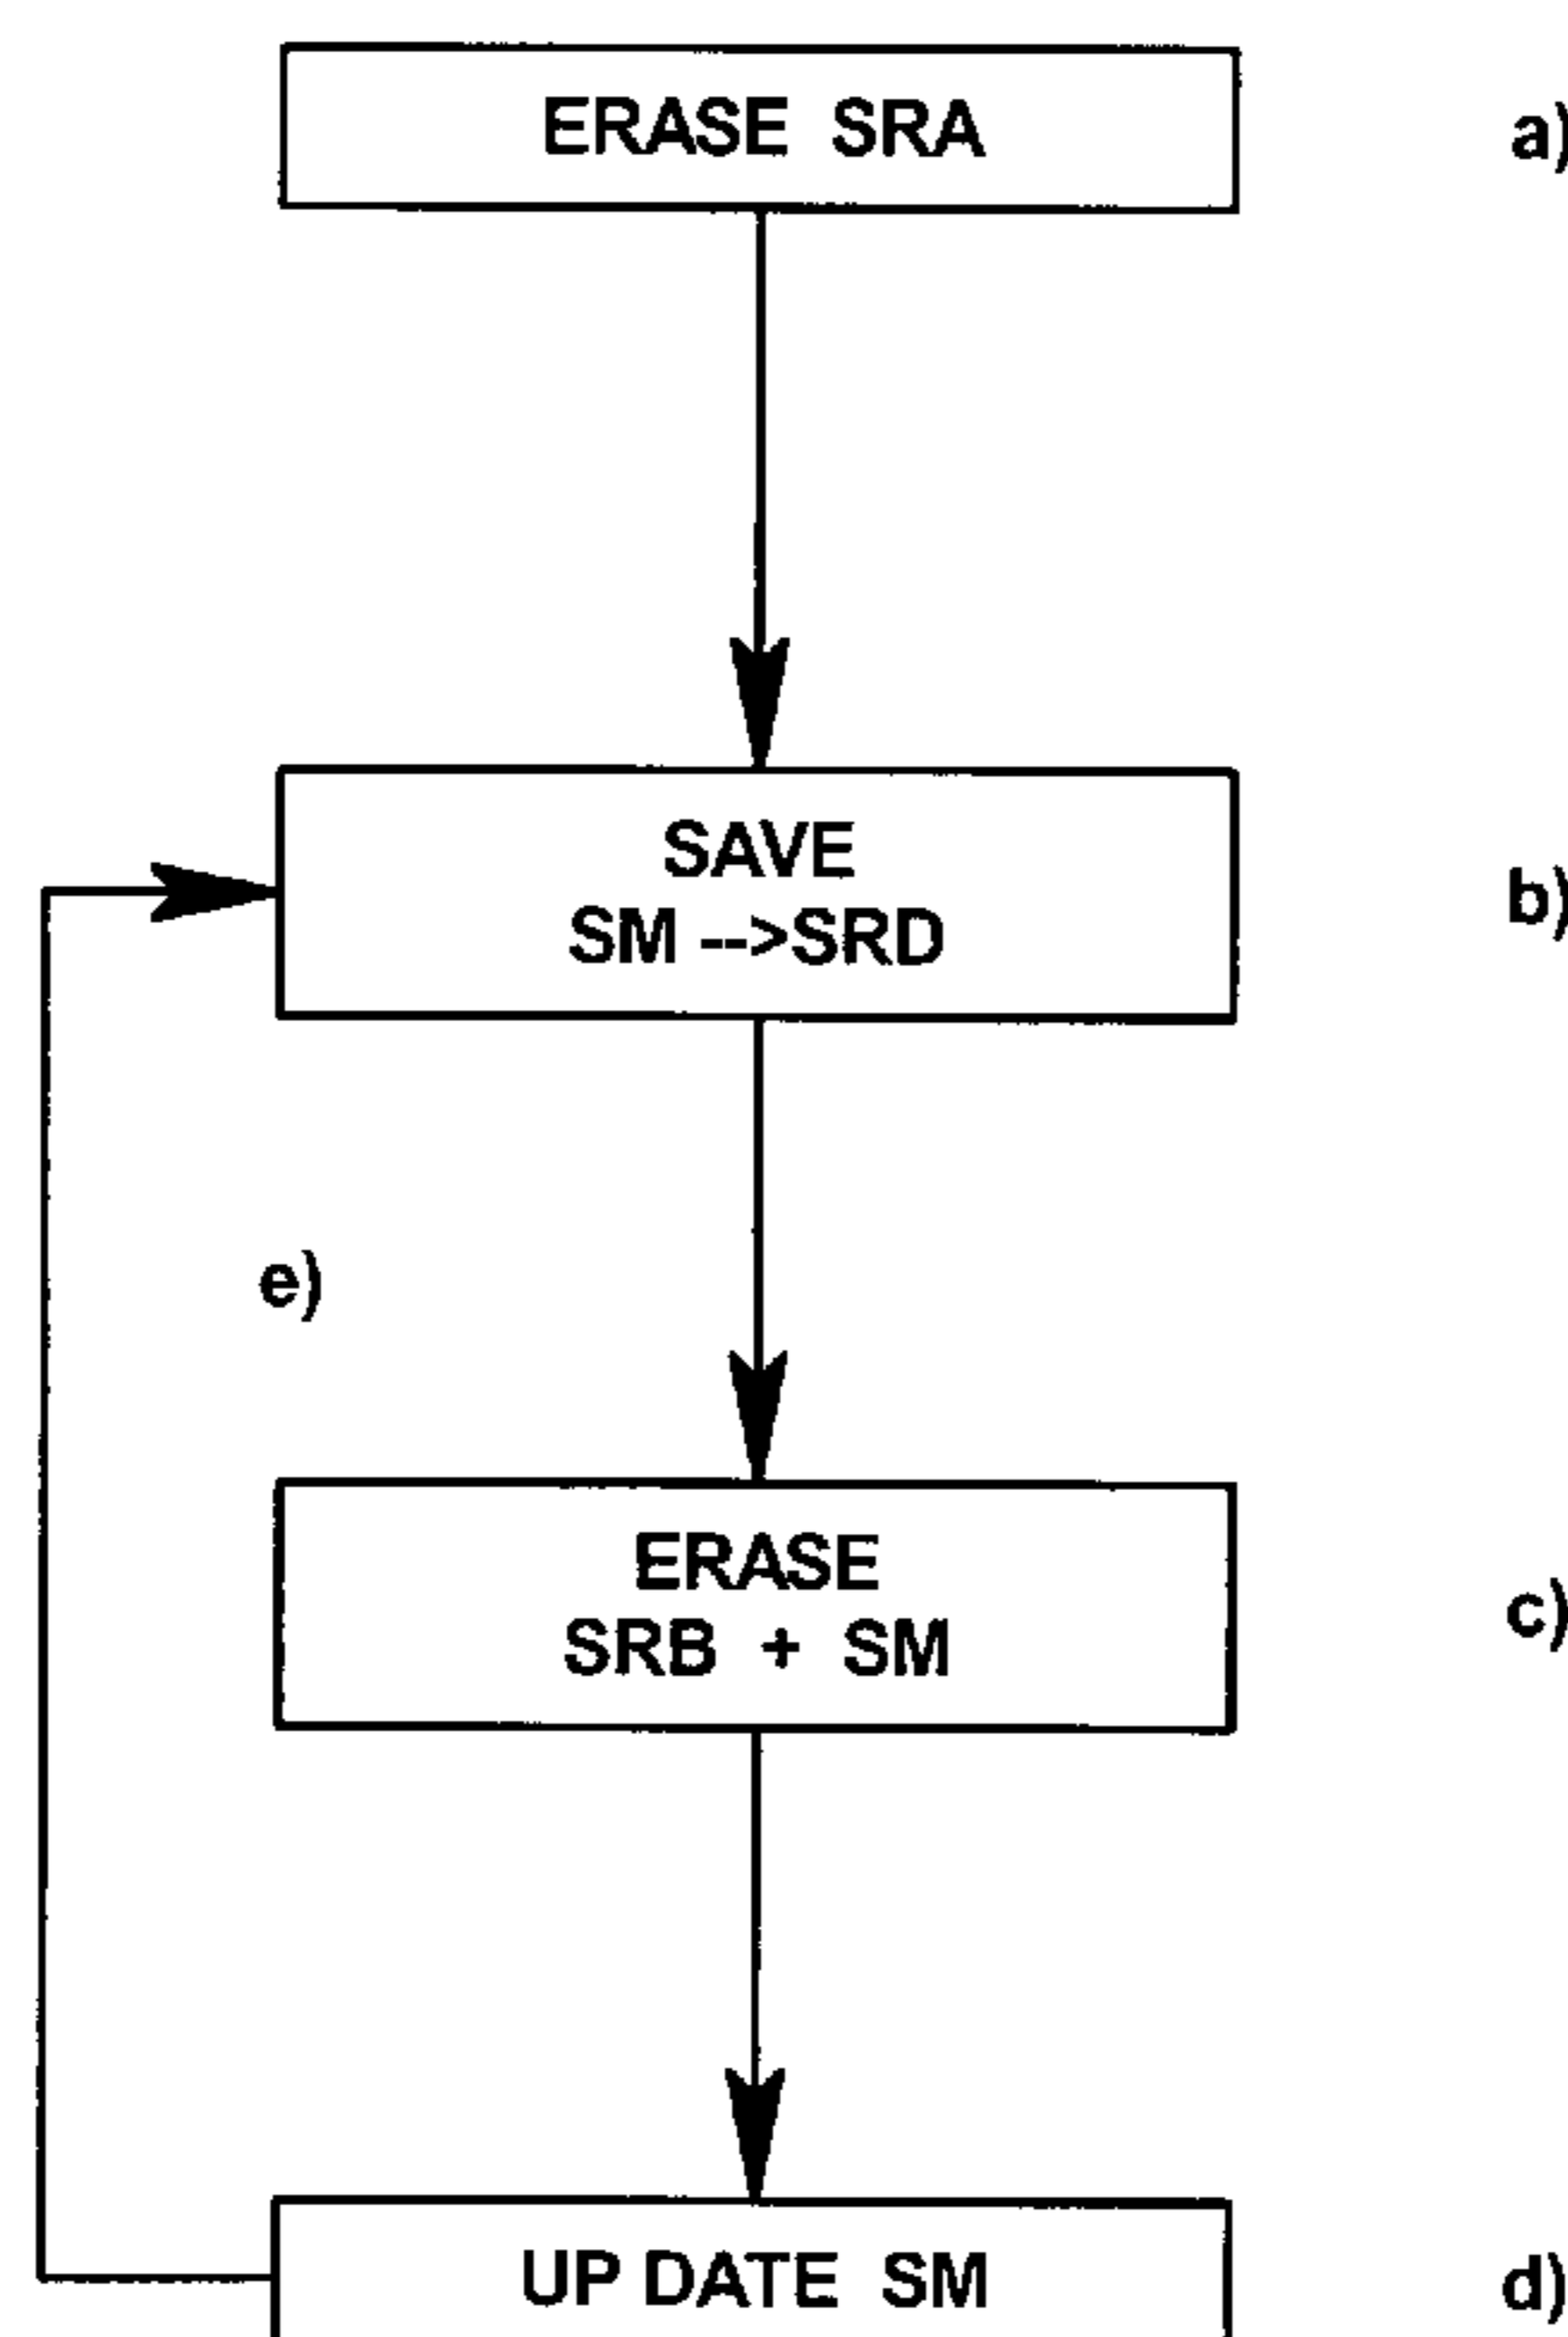 ERASE SRA
a)
SAVE
SM -->SRD
b)
e)
ERASE
SRB + SM
c)
UP DATE SM
d)